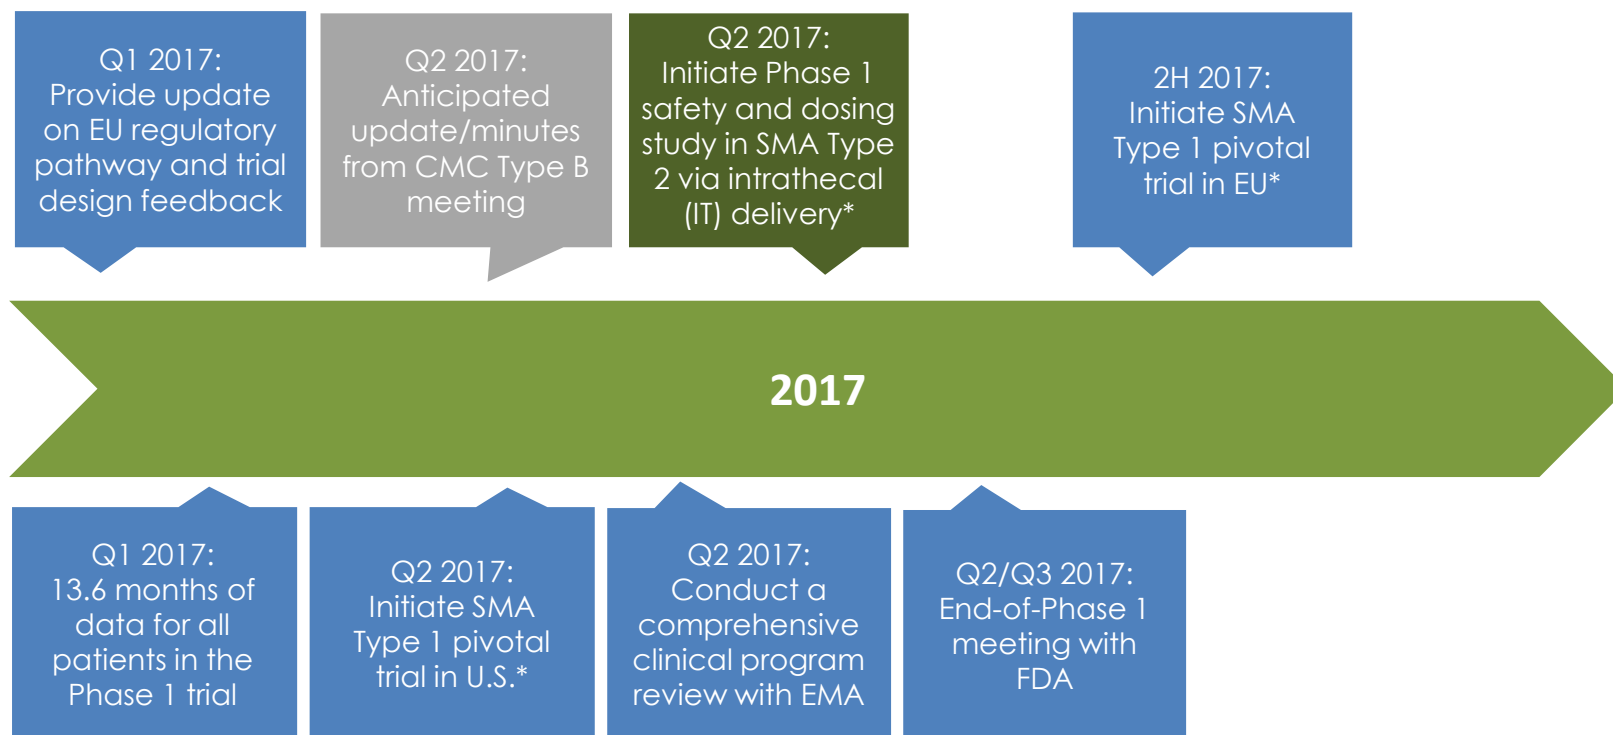 Q1 2017:
Provide update
on EU regulatory
pathway and trial
design feedback
Q2 2017:
Anticipated
update/minutes
from CMC Type B
meeting
Q2 2017:
Initiate Phase 1
safety and dosing
study in SMA Type
2 via intrathecal
(IT) delivery*
2H 2017:
Initiate SMA
Type 1 pivotal
trial in EU*
2017
Q1 2017:
13.6 months of
data for all
patients in the
Phase 1 trial
Q2 2017:
Initiate SMA
Type 1 pivotal
trial in U.S.*
Q2 2017:
Conduct a
comprehensive
clinical program
review with EMA
Q2/Q3 2017:
End-of-Phase 1
meeting with
FDA